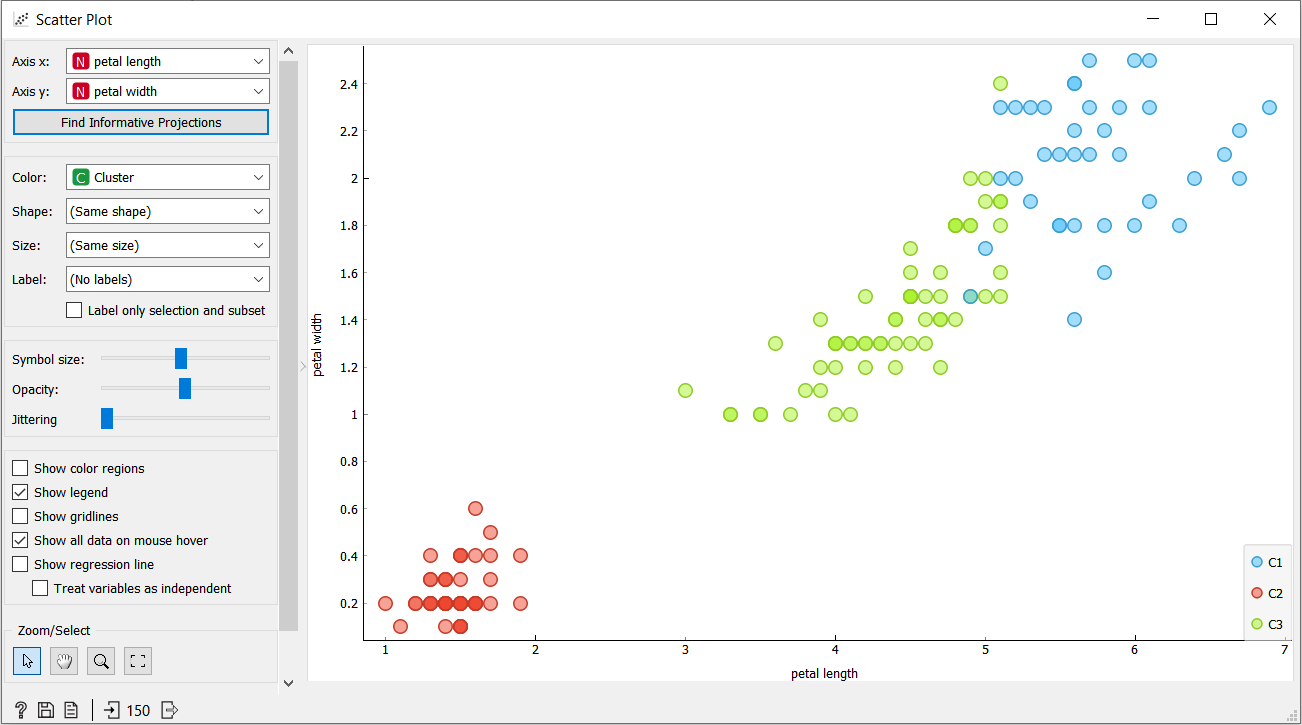 Scatter Plot
Axis x: N petal length
Axis y: N petal width
Find Informative Projections
Color: C Cluster
Shape: (Same shape)
Size: (Same size)
Label: (No labels)
Label only selection and subset
Symbol size:
Opacity:
Jittering
Show color regions
Show legend
Show gridlines
Show all data on mouse hover
Show regression line
Treat variables as independent
Zoom/Select
? 150
petal width
2.4
2.2
2
1.8
1.6
1.4
1.2
1
0.8
0.6
0.4
0.2
1 2 3 4 5 6 7
petal length
C1
C2
C3